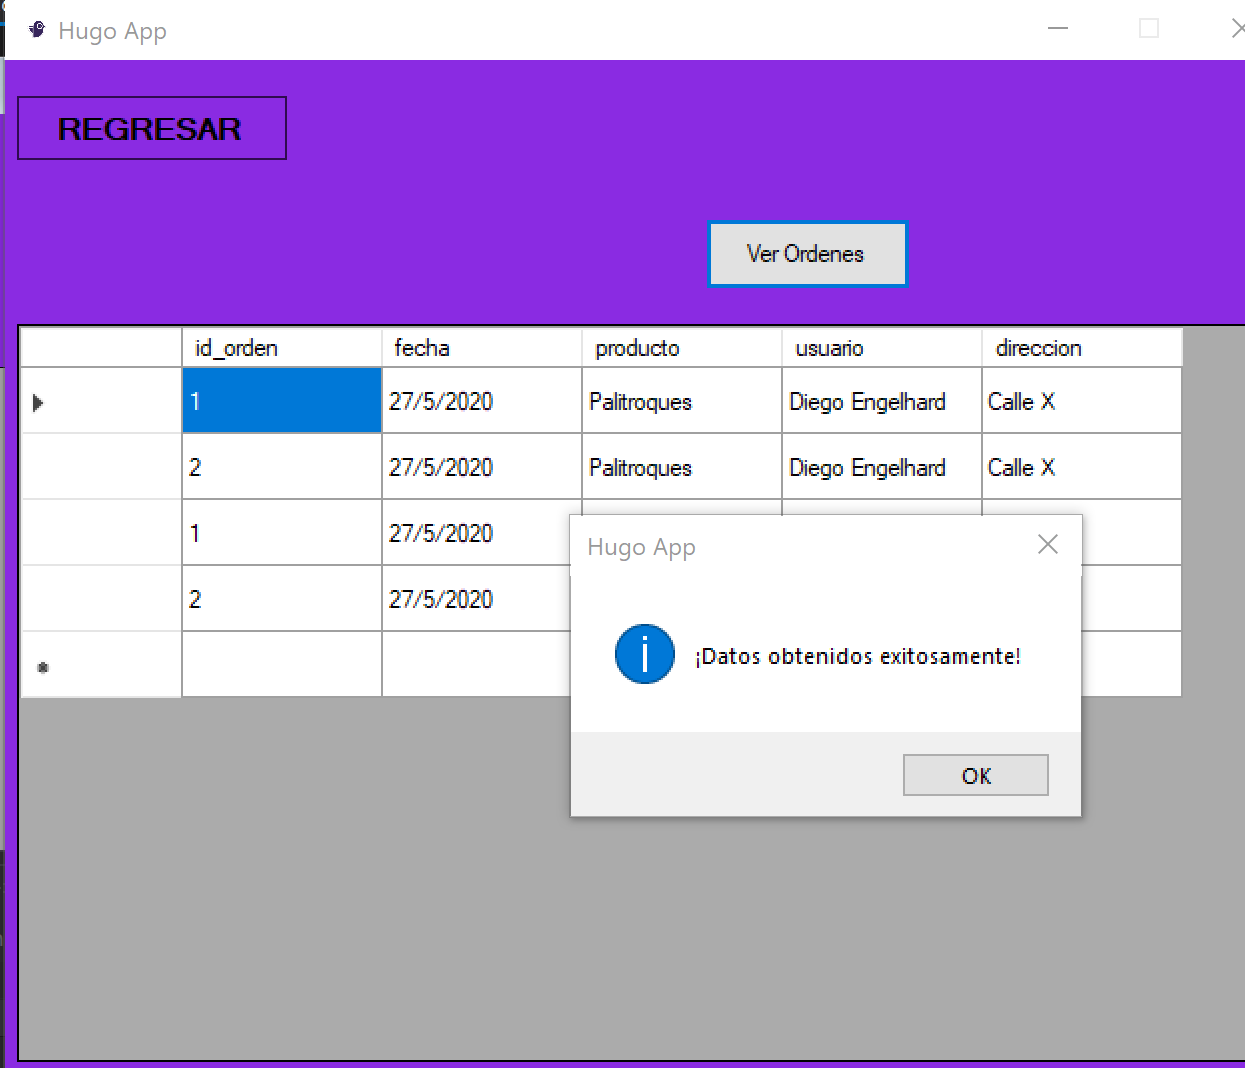 Hugo App
REGRESAR
Ver Ordenes
id_orden fecha producto usuario direccion
1 27/5/2020 Palitroques Diego Engelhard Calle X
2 27/5/2020 Palitroques Diego Engelhard Calle X
1 27/5/2020
2 27/5/2020
Hugo App
¡Datos obtenidos exitosamente!
OK